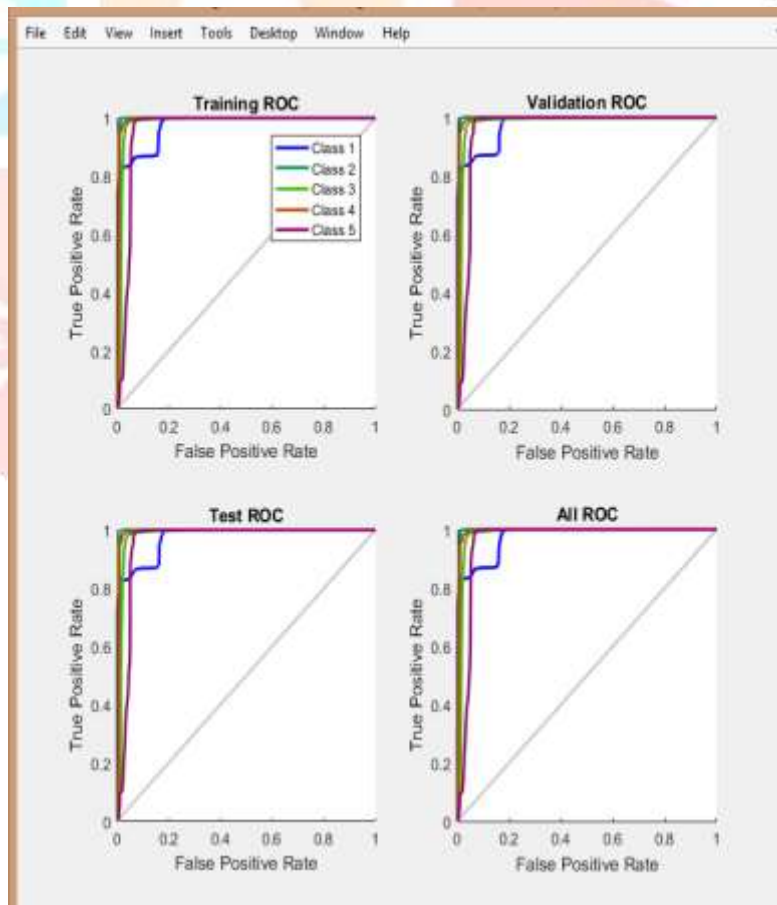 File Edit View Insert Tools Desktop Window Help
Training ROC
True Positive Rate
1
0.8
0.6
0.4
0.2
0
Class 1
Class 2
Class 3
Class 4
Class 5
0 0.2 0.4 0.6 0.8 1
False Positive Rate
Validation ROC
True Positive Rate
1
0.8
0.6
0.4
0.2
0
0 0.2 0.4 0.6 0.8 1
False Positive Rate
Test ROC
True Positive Rate
1
0.8
0.6
0.4
0.2
0
0 0.2 0.4 0.6 0.8 1
False Positive Rate
All ROC
True Positive Rate
1
0.8
0.6
0.4
0.2
0
0 0.2 0.4 0.6 0.8 1
False Positive Rate